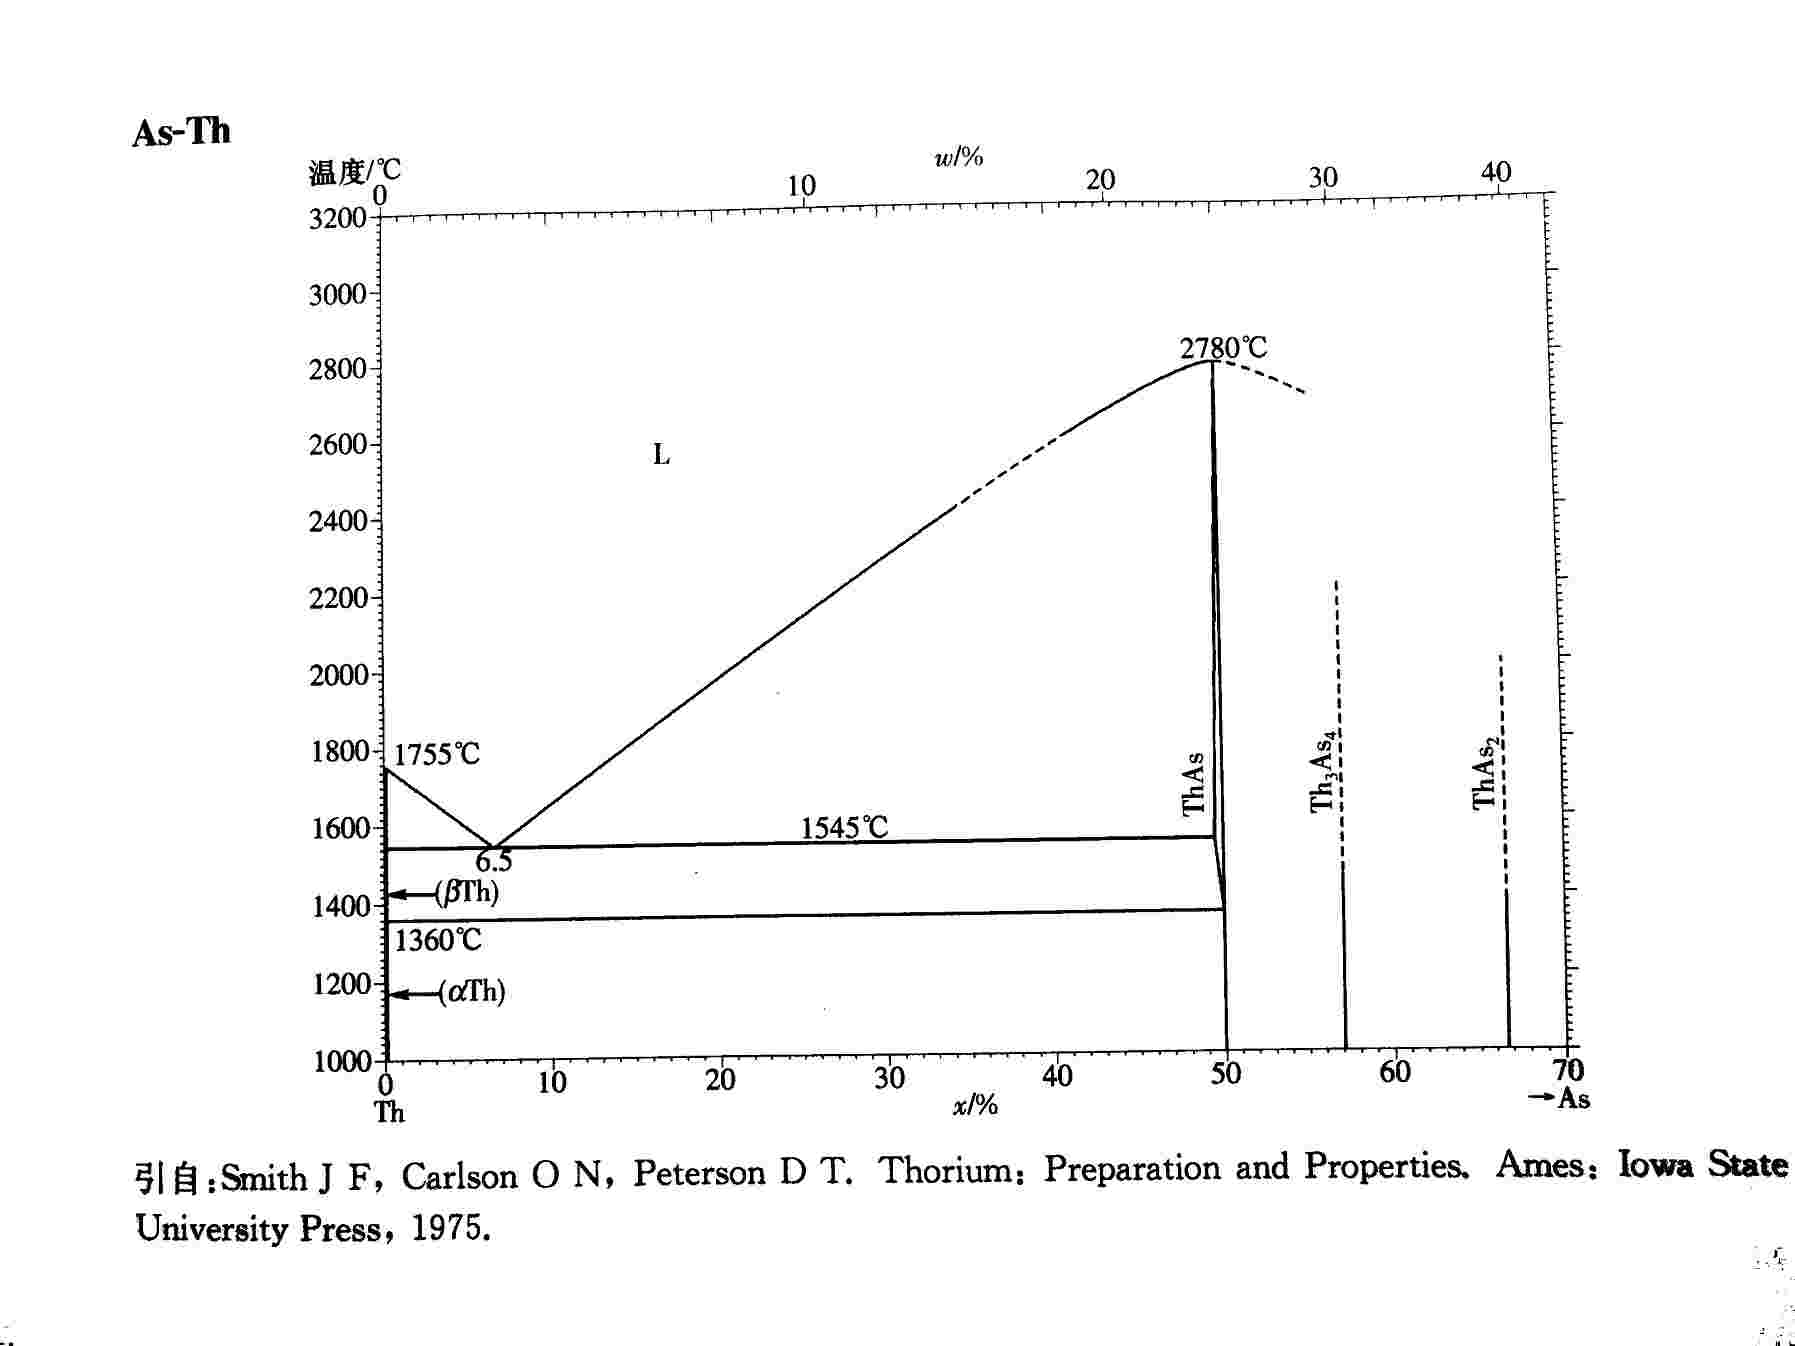 As-Th
w/%
温度/℃
0 10 20 30 40
3200
3000
2800
2600
2400
2200
2000
1800
1600
1400
1200
1000
2780℃
L
1755℃
ThAs
Th₃As₄
ThAs₂
1545℃
6.5
(βTh)
1360℃
(αTh)
0 10 20 30 40 50 60 70
Th x/% →As
引自:Smith J F, Carlson O N, Peterson D T. Thorium: Preparation and Properties. Ames: Iowa State
University Press, 1975.